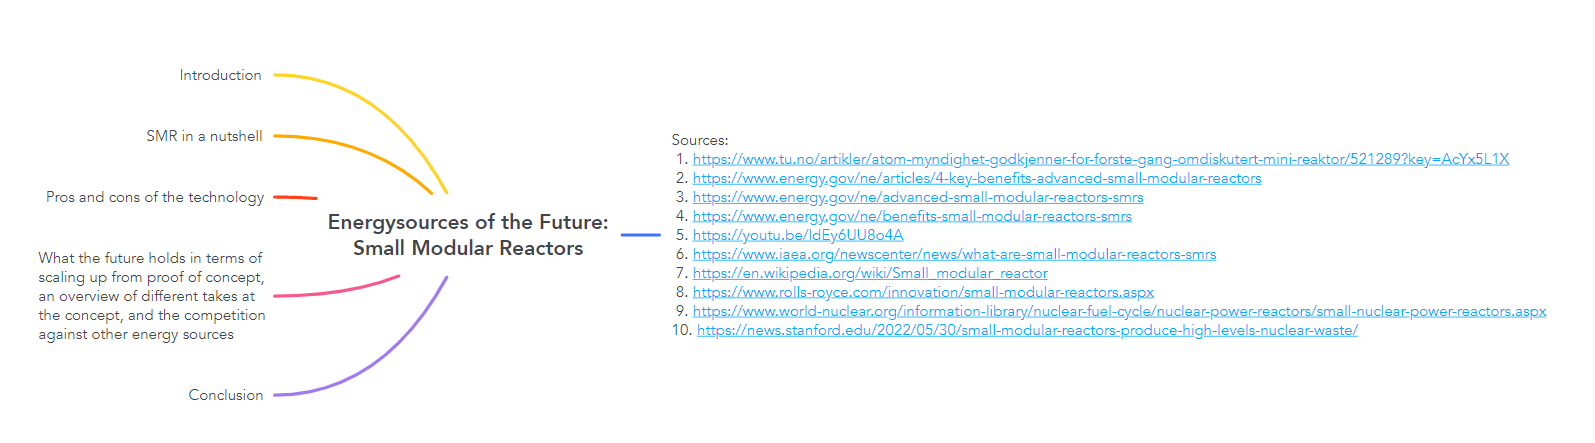 Introduction
SMR in a nutshell
Pros and cons of the technology
What the future holds in terms of
scaling up from proof of concept,
an overview of different takes at
the concept, and the competition
against other energy sources
Conclusion
Energysources of the Future:
Small Modular Reactors
Sources:
1. https://www.tu.no/artikler/atom-myndighet-godkjenner-for-forste-gang-omdiskutert-mini-reaktor/521289?key=AcYx5L1X
2. https://www.energy.gov/ne/articles/4-key-benefits-advanced-small-modular-reactors
3. https://www.energy.gov/ne/advanced-small-modular-reactors-smrs
4. https://www.energy.gov/ne/benefits-small-modular-reactors-smrs
5. https://youtu.be/IdEy6UU8o4A
6. https://www.iaea.org/newscenter/news/what-are-small-modular-reactors-smrs
7. https://en.wikipedia.org/wiki/Small_modular_reactor
8. https://www.rolls-royce.com/innovation/small-modular-reactors.aspx
9. https://www.world-nuclear.org/information-library/nuclear-fuel-cycle/nuclear-power-reactors/small-nuclear-power-reactors.aspx
10. https://news.stanford.edu/2022/05/30/small-modular-reactors-produce-high-levels-nuclear-waste/